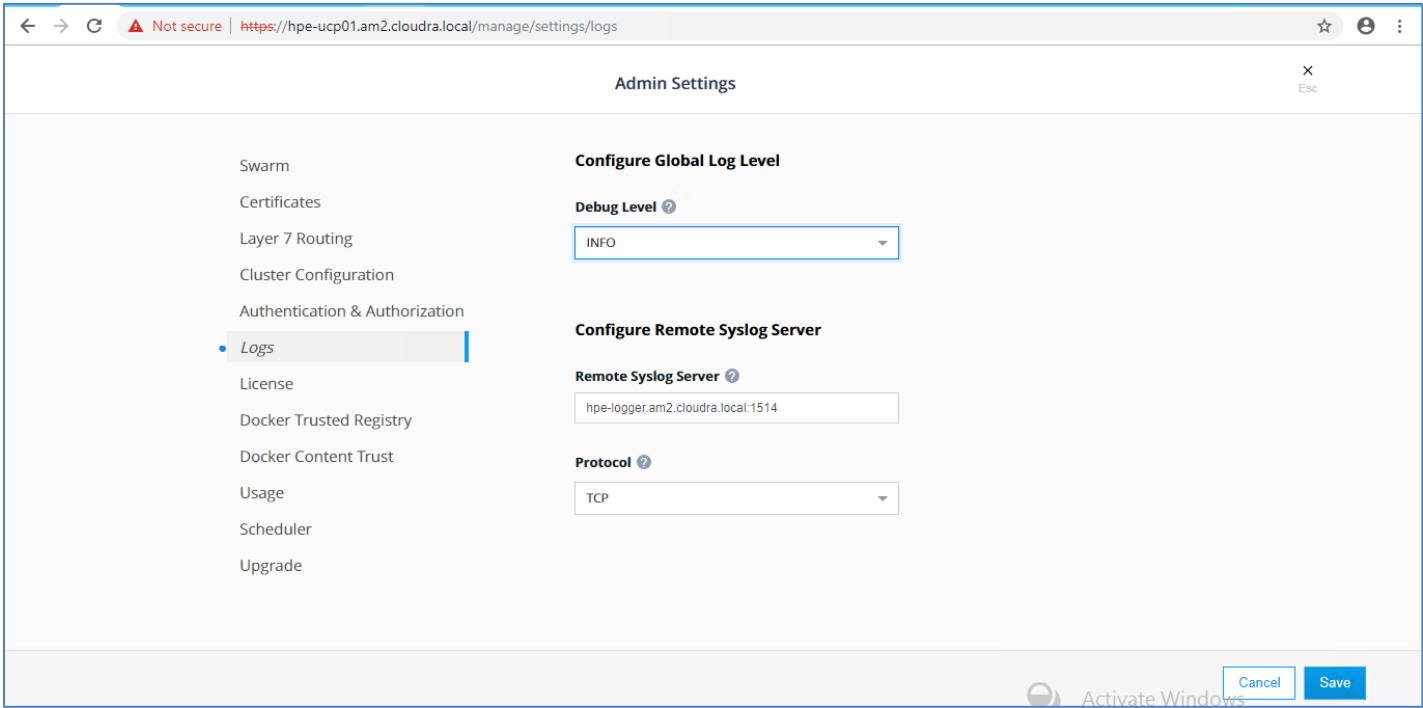 Not secure | https://hpe-ucp01.am2.cloudra.local/manage/settings/logs
Admin Settings
×
Esc
Swarm
Certificates
Layer 7 Routing
Cluster Configuration
Authentication & Authorization
Logs
License
Docker Trusted Registry
Docker Content Trust
Usage
Scheduler
Upgrade
Configure Global Log Level
Debug Level ?
INFO
Configure Remote Syslog Server
Remote Syslog Server ?
hpe-logger.am2.cloudra.local:1514
Protocol ?
TCP
Cancel
Save
Activate Windows